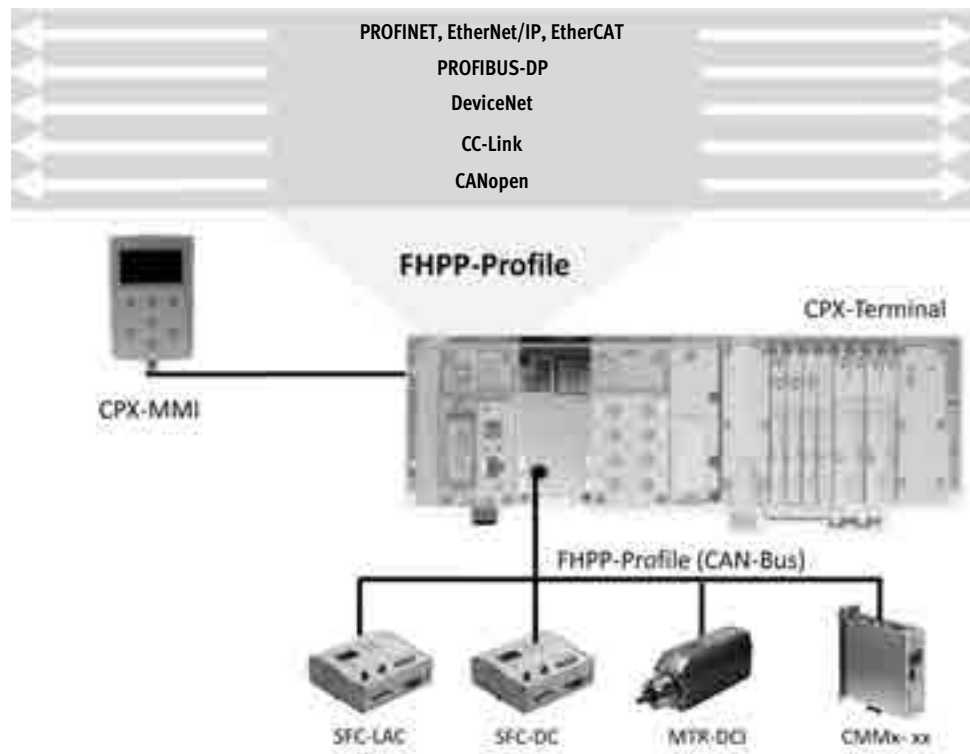 PROFINET, EtherNet/IP, EtherCAT
PROFIBUS-DP
DeviceNet
CC-Link
CANopen
FHPP-Profile
CPX-Terminal
CPX-MMI
FHPP-Profile (CAN-Bus)
SFC-LAC
SFC-DC
MTR-DCI
CMMx- xx